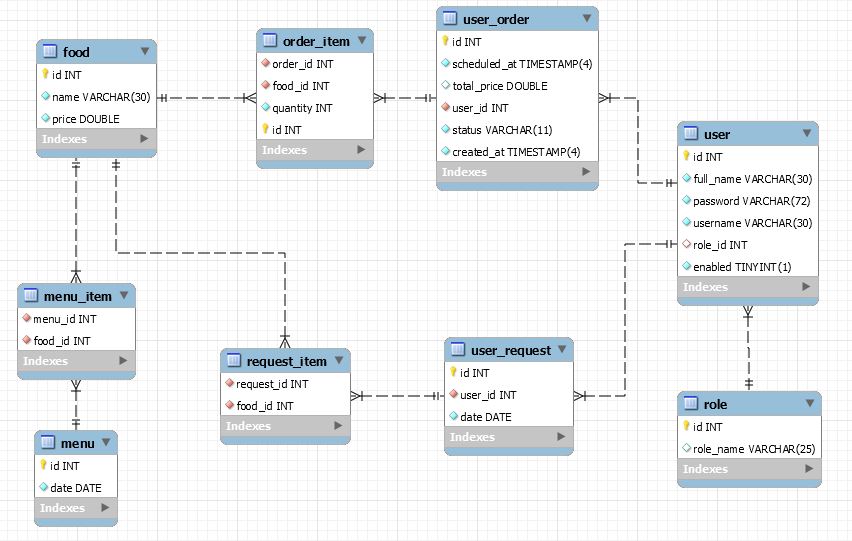 food
id INT
name VARCHAR(30)
price DOUBLE
Indexes
order_item
order_id INT
food_id INT
quantity INT
id INT
Indexes
user_order
id INT
scheduled_at TIMESTAMP(4)
total_price DOUBLE
user_id INT
status VARCHAR(11)
created_at TIMESTAMP(4)
Indexes
user
id INT
full_name VARCHAR(30)
password VARCHAR(72)
username VARCHAR(30)
role_id INT
enabled TINYINT(1)
Indexes
menu_item
menu_id INT
food_id INT
Indexes
request_item
request_id INT
food_id INT
Indexes
user_request
id INT
user_id INT
date DATE
Indexes
role
id INT
role_name VARCHAR(25)
Indexes
menu
id INT
date DATE
Indexes